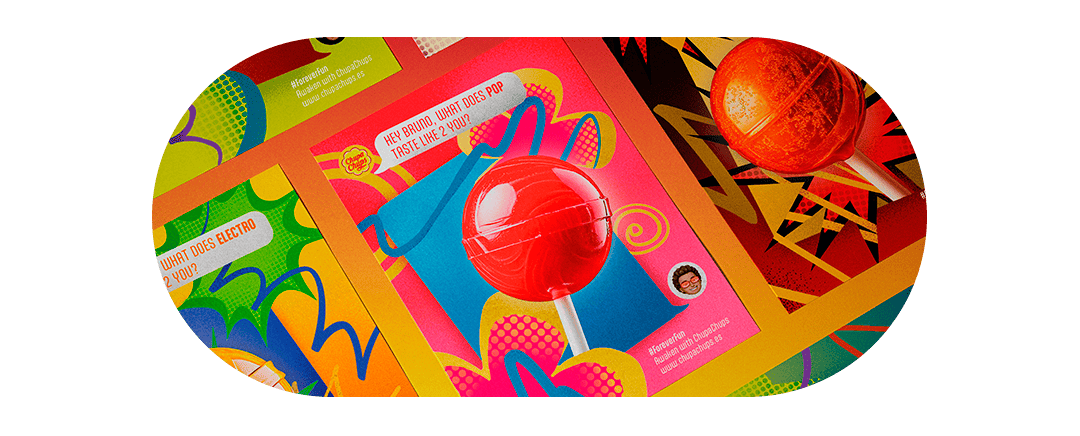 #ForeverFun
Awaken with ChupaChups
www.chupachups.es
HEY BRUNO, WHAT DOES POP
TASTE LIKE 2 YOU?
Chupa
Chups
WHAT DOES ELECTRO
2 YOU?
#ForeverFun
Awaken with ChupaChups
www.chupachups.es